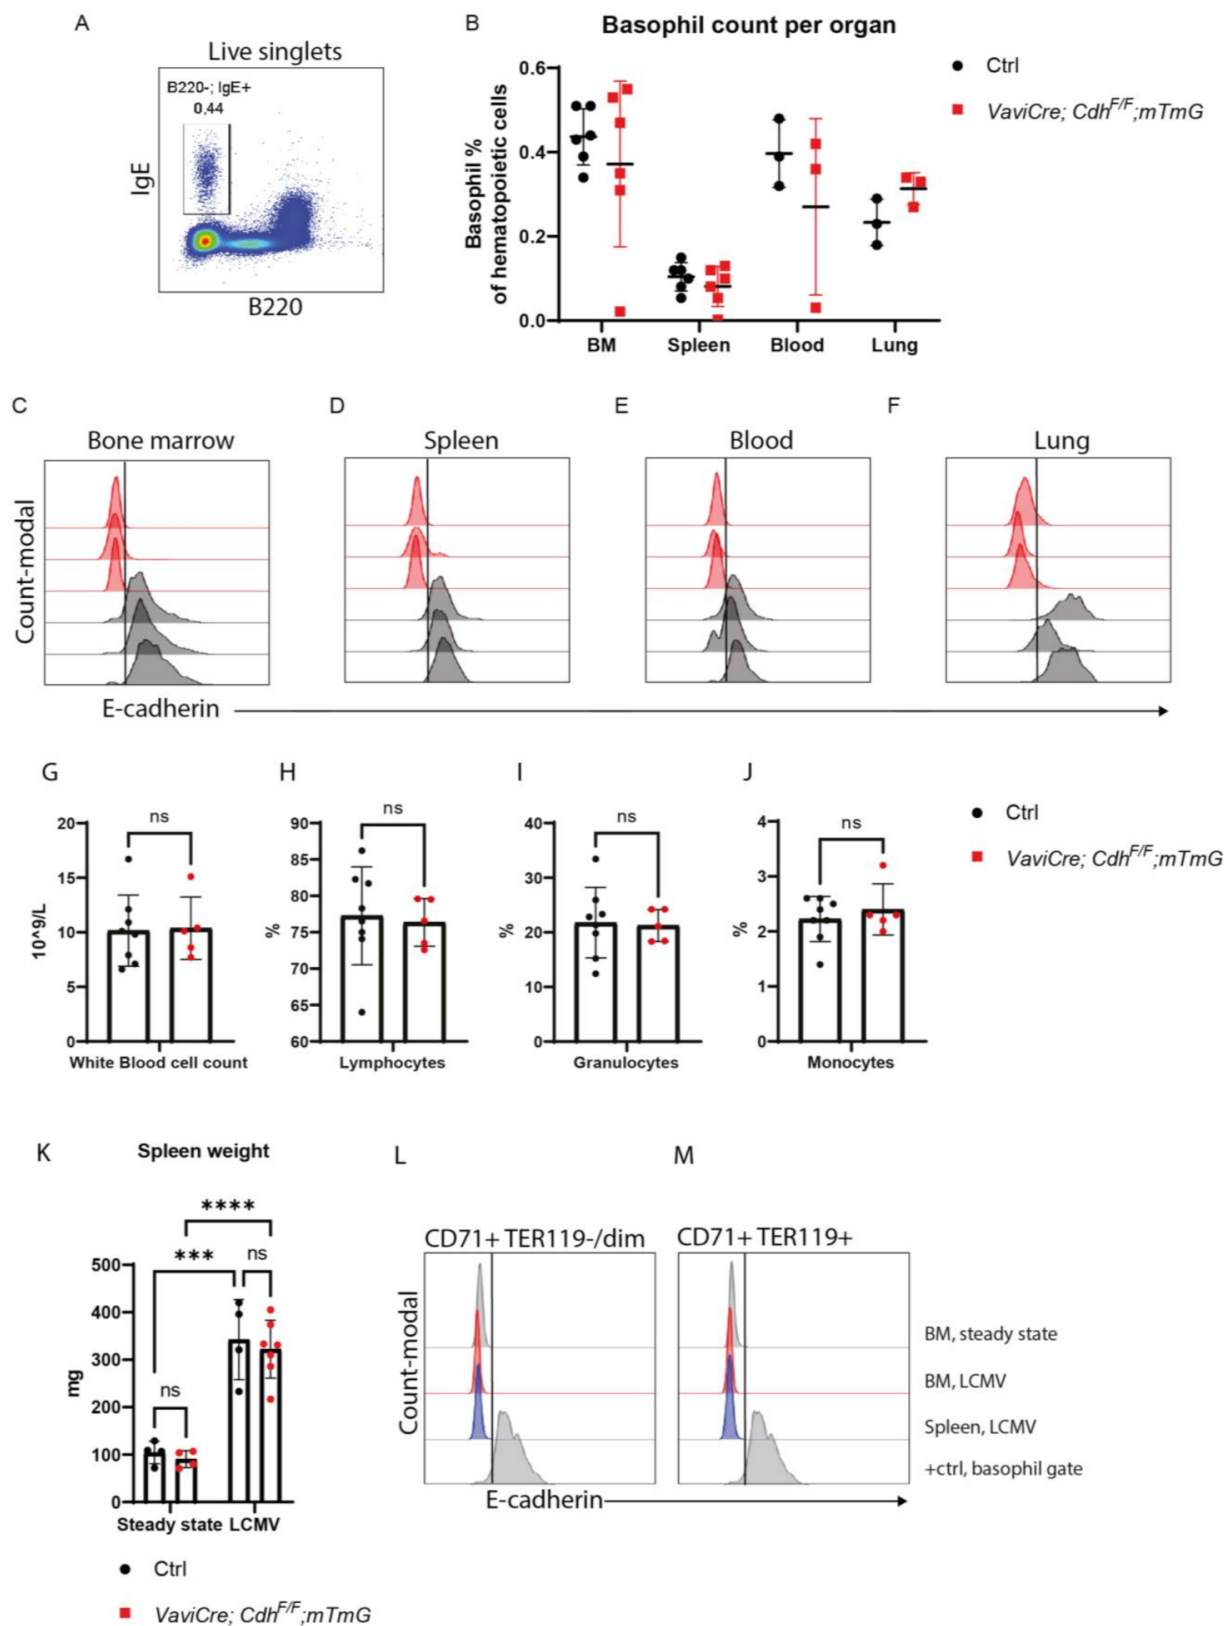 A
Live singlets
B220-; IgE+
0,44
IgE
B220
B
Basophil count per organ
Basophil %
of hematopoietic cells
0.6
0.4
0.2
0.0
BM Spleen Blood Lung
Ctrl
VaviCre; Cdh^F/F;mTmG
C D E F
Bone marrow Spleen Blood Lung
Count-modal
E-cadherin
G
ns
20
15
10
5
0
10^9/L
White Blood cell count
H
ns
90
85
80
75
70
65
60
%
Lymphocytes
I
ns
40
30
20
10
0
%
Granulocytes
J
ns
4
3
2
1
0
%
Monocytes
Ctrl
VaviCre; Cdh^F/F;mTmG
K
Spleen weight
****
*** ns
ns
500
400
300
200
100
0
mg
Steady state LCMV
Ctrl
VaviCre; Cdh^F/F;mTmG
L M
CD71+ TER119-/dim CD71+ TER119+
Count-modal
BM, steady state
BM, LCMV
Spleen, LCMV
+ctrl, basophil gate
E-cadherin